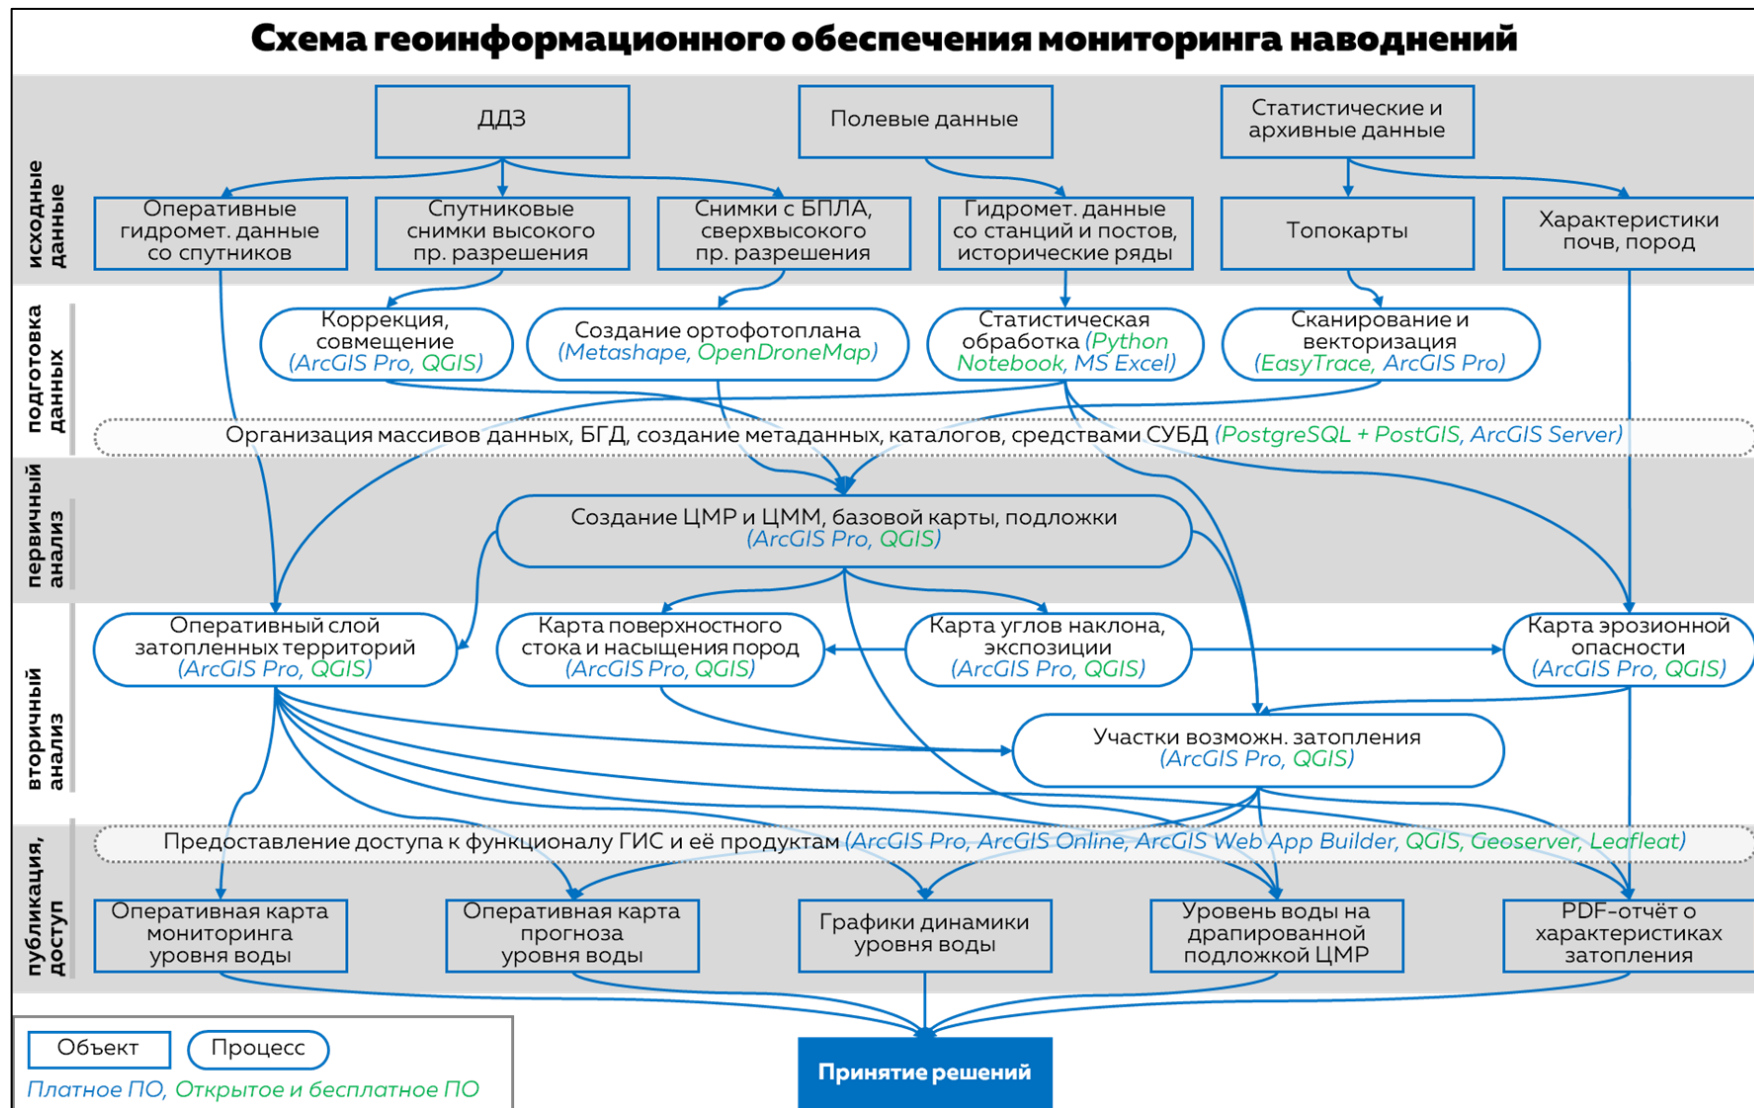 Схема геоинформационного обеспечения мониторинга наводнений
исходные
данные
ДДЗ
Полевые данные
Статистические и
архивные данные
Оперативные
гидромет. данные
со спутников
Спутниковые
снимки высокого
пр. разрешения
Снимки с БПЛА,
сверхвысокого
пр. разрешения
Гидромет. данные
со станций и постов,
исторические ряды
Топокарты
Характеристики
почв, пород
подготовка
данных
Коррекция,
совмещение
(ArcGIS Pro, QGIS)
Создание ортофотоплана
(Metashape, OpenDroneMap)
Статистическая
обработка (Python
Notebook, MS Excel)
Сканирование и
векторизация
(EasyTrace, ArcGIS Pro)
Организация массивов данных, БГД, создание метаданных, каталогов, средствами СУБД (PostgreSQL + PostGIS, ArcGIS Server)
первичный
анализ
Создание ЦМР и ЦММ, базовой карты, подложки
(ArcGIS Pro, QGIS)
вторичный
анализ
Оперативный слой
затопленных территорий
(ArcGIS Pro, QGIS)
Карта поверхностного
стока и насыщения пород
(ArcGIS Pro, QGIS)
Карта углов наклона,
экспозиции
(ArcGIS Pro, QGIS)
Карта эрозионной
опасности
(ArcGIS Pro, QGIS)
Участки возможн. затопления
(ArcGIS Pro, QGIS)
публикация,
доступ
Предоставление доступа к функционалу ГИС и её продуктам (ArcGIS Pro, ArcGIS Online, ArcGIS Web App Builder, QGIS, Geoserver, Leafleat)
Оперативная карта
мониторинга
уровня воды
Оперативная карта
прогноза
уровня воды
Графики динамики
уровня воды
Уровень воды на
драпированной
подложкой ЦМР
PDF-отчёт о
характеристиках
затопления
Объект
Процесс
Платное ПО, Открытое и бесплатное ПО
Принятие решений